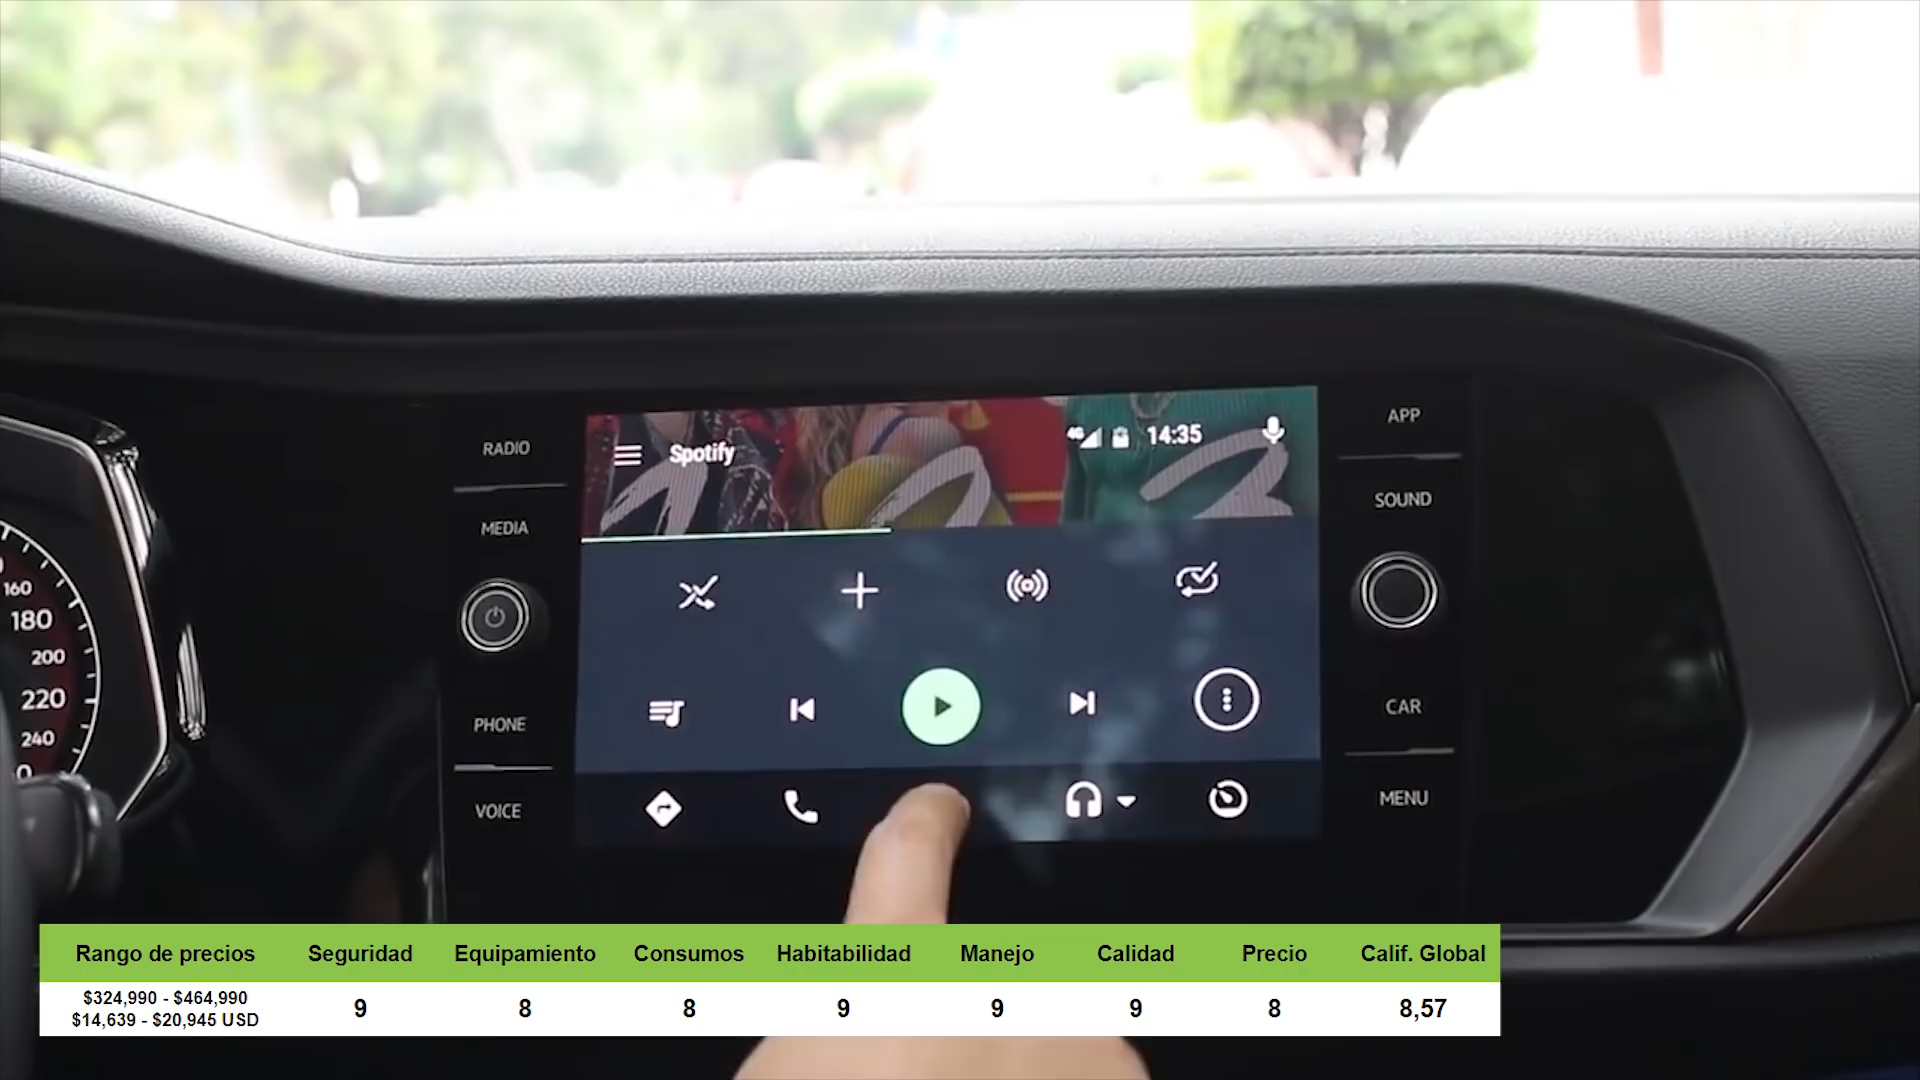 Spotify
4G 14:35
RADIO
MEDIA
PHONE
VOICE
APP
SOUND
CAR
MENU
160
180
200
220
240
Rango de precios Seguridad Equipamiento Consumos Habitabilidad Manejo Calidad Precio Calif. Global
$324,990 - $464,990
$14,639 - $20,945 USD
9 8 8 9 9 9 8 8,57